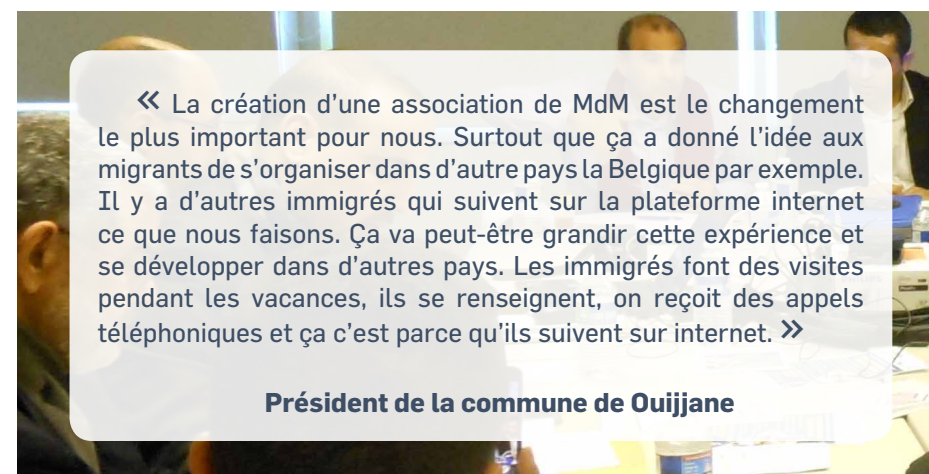 « La création d’une association de MdM est le changement
le plus important pour nous. Surtout que ça a donné l’idée aux
migrants de s’organiser dans d’autre pays la Belgique par exemple.
Il y a d’autres immigrés qui suivent sur la plateforme internet
ce que nous faisons. Ça va peut-être grandir cette expérience et
se développer dans d’autres pays. Les immigrés font des visites
pendant les vacances, ils se renseignent, on reçoit des appels
téléphoniques et ça c’est parce qu’ils suivent sur internet. »
Président de la commune de Ouijjane